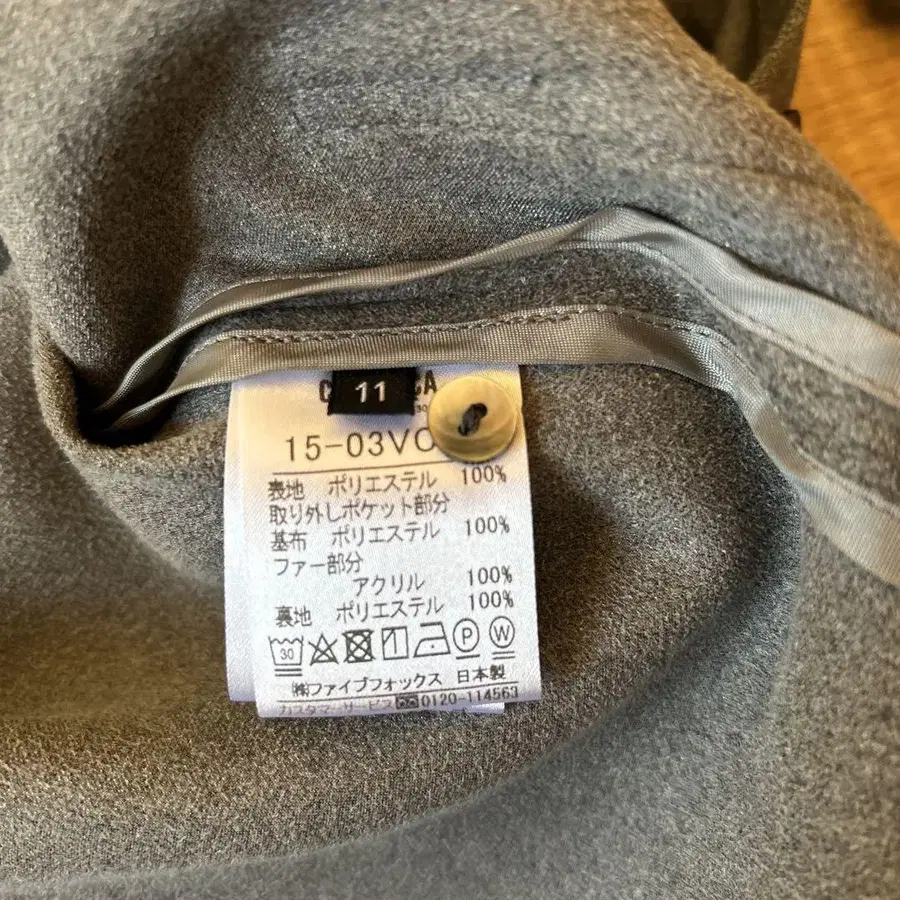 11
15-03VC
表地 ポリエステル 100%
取り外しポケット部分
基布 ポリエステル 100%
ファー部分
アクリル 100%
裏地 ポリエステル 100%
30 P W
㈱ファイブフォックス 日本製
カスタマーサービス 0120-114563